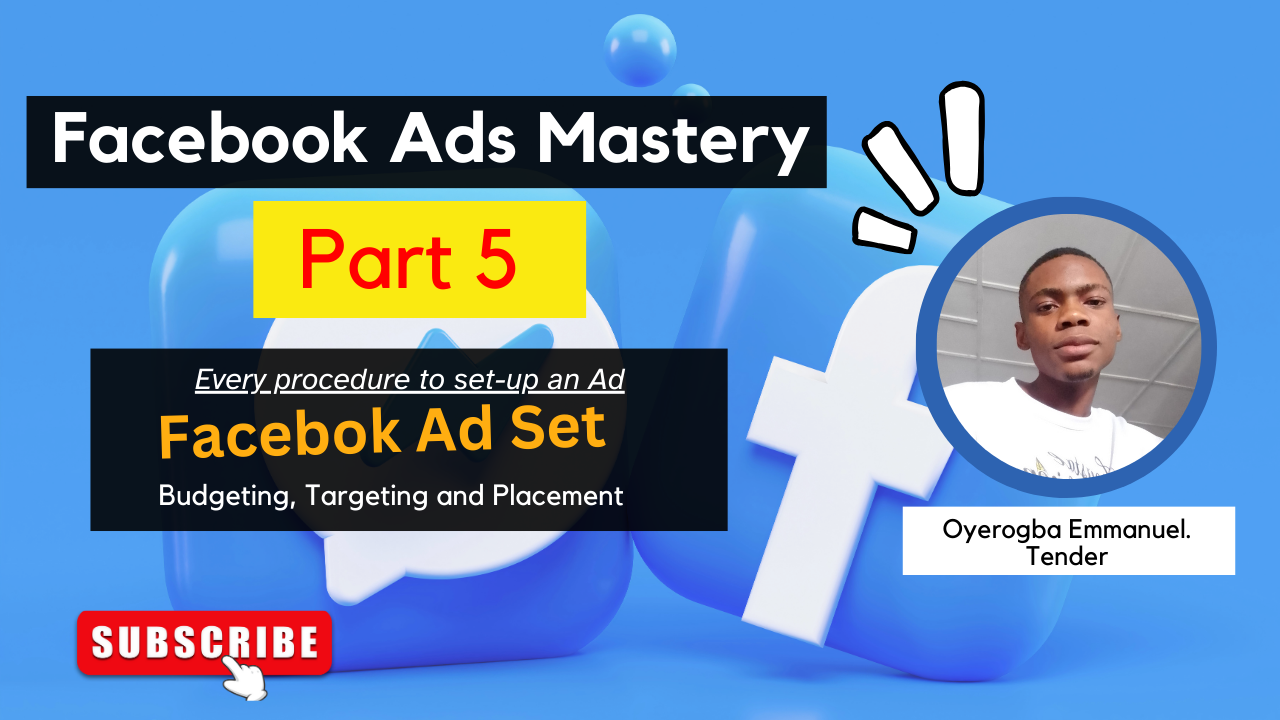 Facebook Ads Mastery
Part 5
Every procedure to set-up an Ad
Facebok Ad Set
Budgeting, Targeting and Placement
Oyerogba Emmanuel.
Tender
SUBSCRIBE